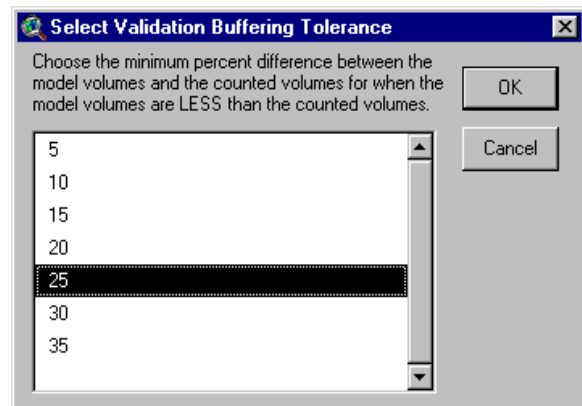 Select Validation Buffering Tolerance
Choose the minimum percent difference between the
model volumes and the counted volumes for when the
model volumes are LESS than the counted volumes.
OK
Cancel
5
10
15
20
25
30
35